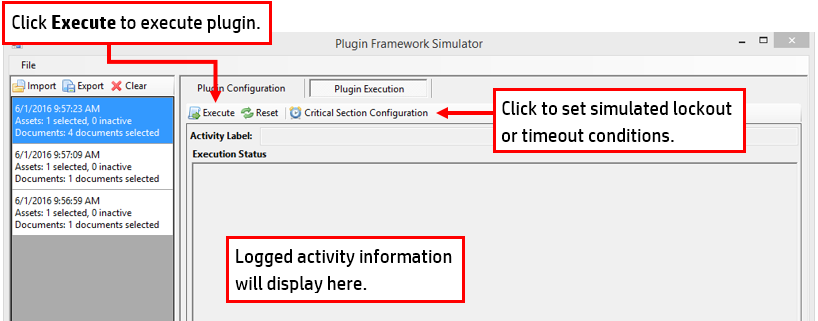 Click Execute to execute plugin.
Plugin Framework Simulator
File
Import Export Clear
Plugin Configuration Plugin Execution
6/1/2016 9:57:23 AM
Assets: 1 selected, 0 inactive
Documents: 4 documents selected
6/1/2016 9:57:09 AM
Assets: 1 selected, 0 inactive
Documents: 1 documents selected
6/1/2016 9:56:59 AM
Assets: 1 selected, 0 inactive
Documents: 1 documents selected
Execute Reset Critical Section Configuration
Click to set simulated lockout
or timeout conditions.
Activity Label:
Execution Status
Logged activity information
will display here.